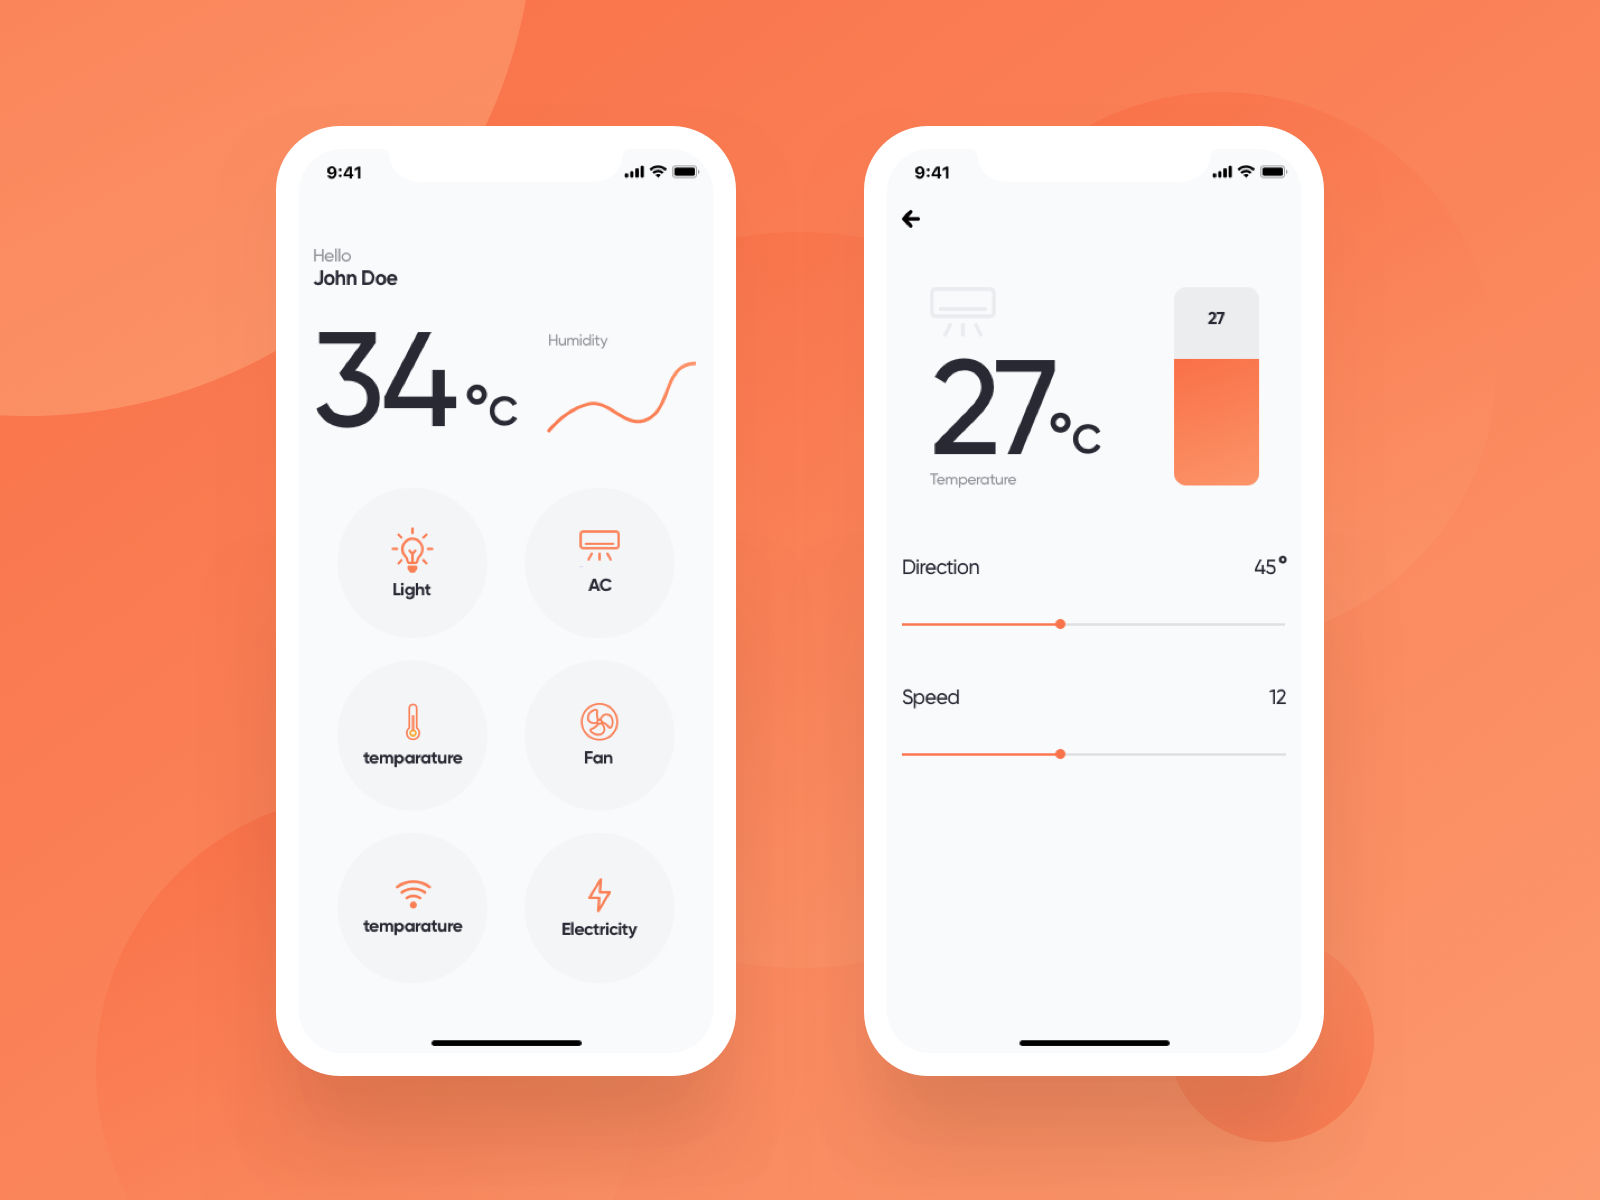 9:41
Hello
John Doe
34 °C
Humidity
Light
AC
temparature
Fan
temparature
Electricity
9:41
27
27°C
Temperature
Direction
45°
Speed
12